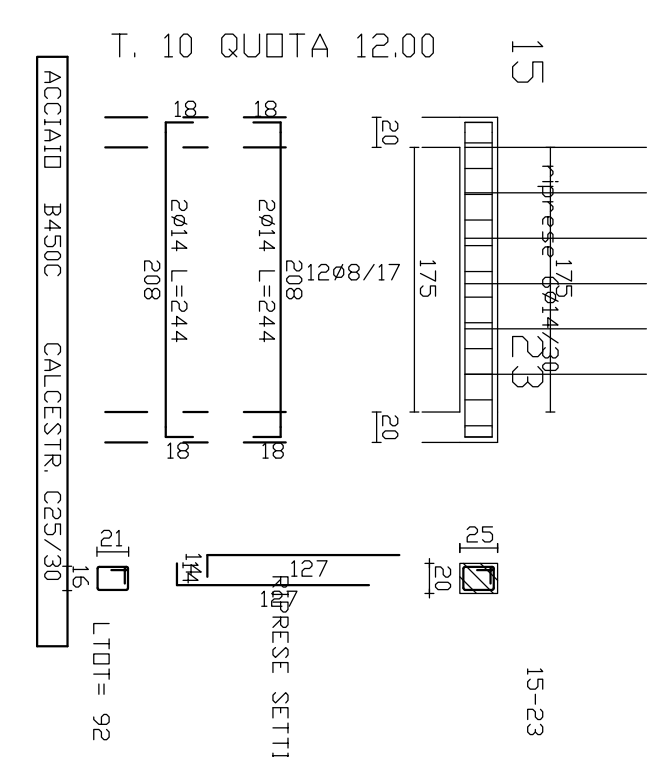 T. 10 QUOTA 12.00
15
ACCIAIO B450C CALCESTR. C25/30
18
18
20
2ø14 L=244
208
2ø14 L=244
208
12ø8/17
175
riprese 6ø14/30
175
23
18
18
20
21
16
LTOT= 92
14
14
127
127
RIPRESE SETTI
25
20
15-23